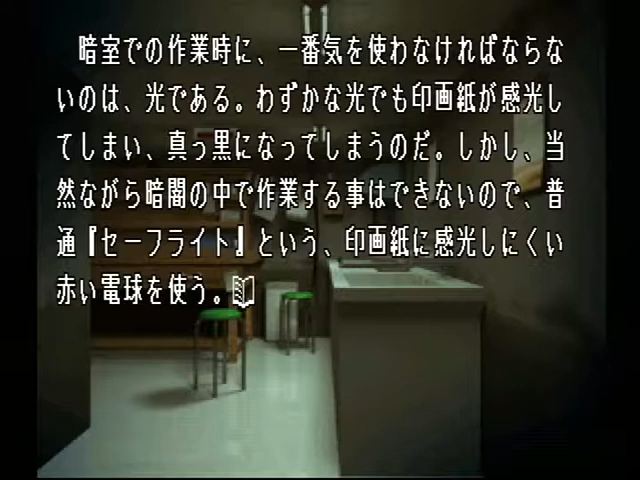 暗室での作業時に、一番気を使わなければならな
いのは、光である。わずかな光でも印画紙が感光し
てしまい、真っ黒になってしまうのだ。しかし、当
然ながら暗闇の中で作業する事はできないので、普
通『セーフライト』という、印画紙に感光しにくい
赤い電球を使う。